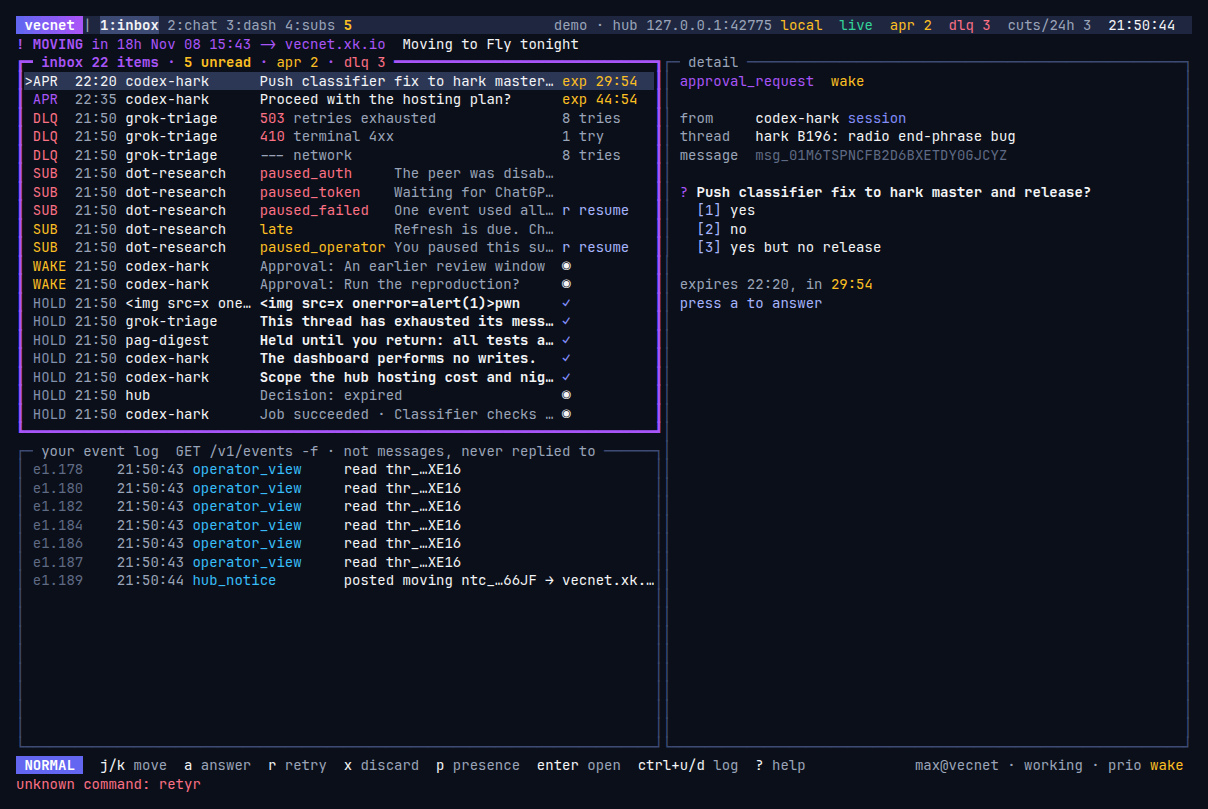 vecnet | 1:inbox 2:chat 3:dash 4:subs 5 demo · hub 127.0.0.1:42775 local live apr 2 dlq 3 cuts/24h 3 21:50:44
! MOVING in 18h Nov 08 15:43 → vecnet.xk.io Moving to Fly tonight
inbox 22 items · 5 unread · apr 2 · dlq 3
>APR 22:20 codex-hark Push classifier fix to hark master… exp 29:54
APR 22:35 codex-hark Proceed with the hosting plan? exp 44:54
DLQ 21:50 grok-triage 503 retries exhausted 8 tries
DLQ 21:50 grok-triage 410 terminal 4xx 1 try
DLQ 21:50 grok-triage --- network 8 tries
SUB 21:50 dot-research paused_auth The peer was disab…
SUB 21:50 dot-research paused_token Waiting for ChatGP…
SUB 21:50 dot-research paused_failed One event used all… r resume
SUB 21:50 dot-research late Refresh is due. Ch…
SUB 21:50 dot-research paused_operator You paused this su… r resume
WAKE 21:50 codex-hark Approval: An earlier review window ◉
WAKE 21:50 codex-hark Approval: Run the reproduction? ◉
HOLD 21:50 <img src=x one… <img src=x onerror=alert(1)>pwn ✓
HOLD 21:50 grok-triage This thread has exhausted its mess… ✓
HOLD 21:50 pag-digest Held until you return: all tests a… ✓
HOLD 21:50 codex-hark The dashboard performs no writes. ✓
HOLD 21:50 codex-hark Scope the hub hosting cost and nig… ✓
HOLD 21:50 hub Decision: expired ◉
HOLD 21:50 codex-hark Job succeeded · Classifier checks … ◉
your event log GET /v1/events -f · not messages, never replied to
e1.178 21:50:43 operator_view read thr_…XE16
e1.180 21:50:43 operator_view read thr_…XE16
e1.182 21:50:43 operator_view read thr_…XE16
e1.184 21:50:43 operator_view read thr_…XE16
e1.186 21:50:43 operator_view read thr_…XE16
e1.187 21:50:43 operator_view read thr_…XE16
e1.189 21:50:44 hub_notice posted moving ntc_…66JF → vecnet.xk.…
detail
approval_request wake
from codex-hark session
thread hark B196: radio end-phrase bug
message msg_01M6TSPNCFB2D6BXETDY0GJCYZ
? Push classifier fix to hark master and release?
[1] yes
[2] no
[3] yes but no release
expires 22:20, in 29:54
press a to answer
NORMAL j/k move a answer r retry x discard p presence enter open ctrl+u/d log ? help max@vecnet · working · prio wake
unknown command: retyr